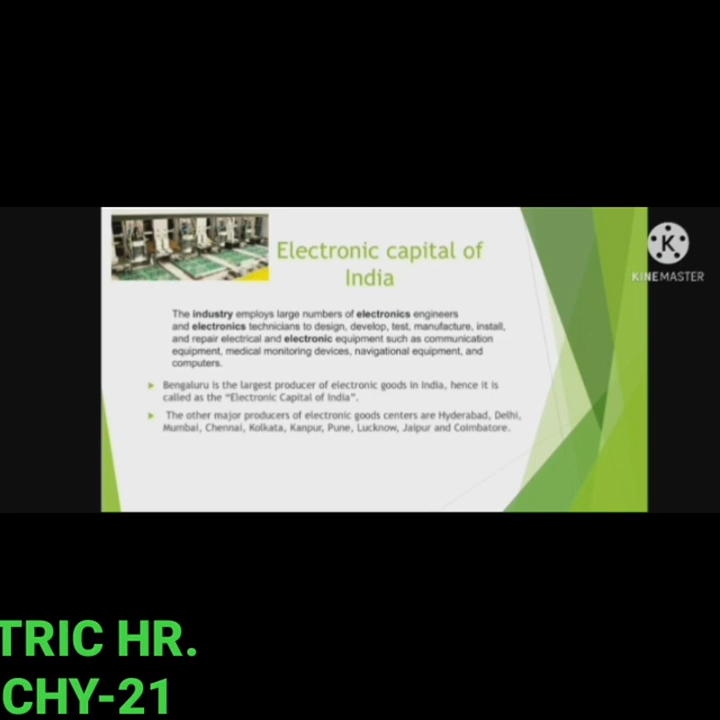 Electronic capital of
India
The industry employs large numbers of electronics engineers
and electronics technicians to design, develop, test, manufacture, install,
and repair electrical and electronic equipment such as communication
equipment, medical monitoring devices, navigational equipment, and
computers.
Bengaluru is the largest producer of electronic goods in India, hence it is
called as the “Electronic Capital of India”.
The other major producers of electronic goods centers are Hyderabad, Delhi,
Mumbai, Chennai, Kolkata, Kanpur, Pune, Lucknow, Jaipur and Coimbatore.
K
KINEMASTER
TRIC HR.
CHY-21